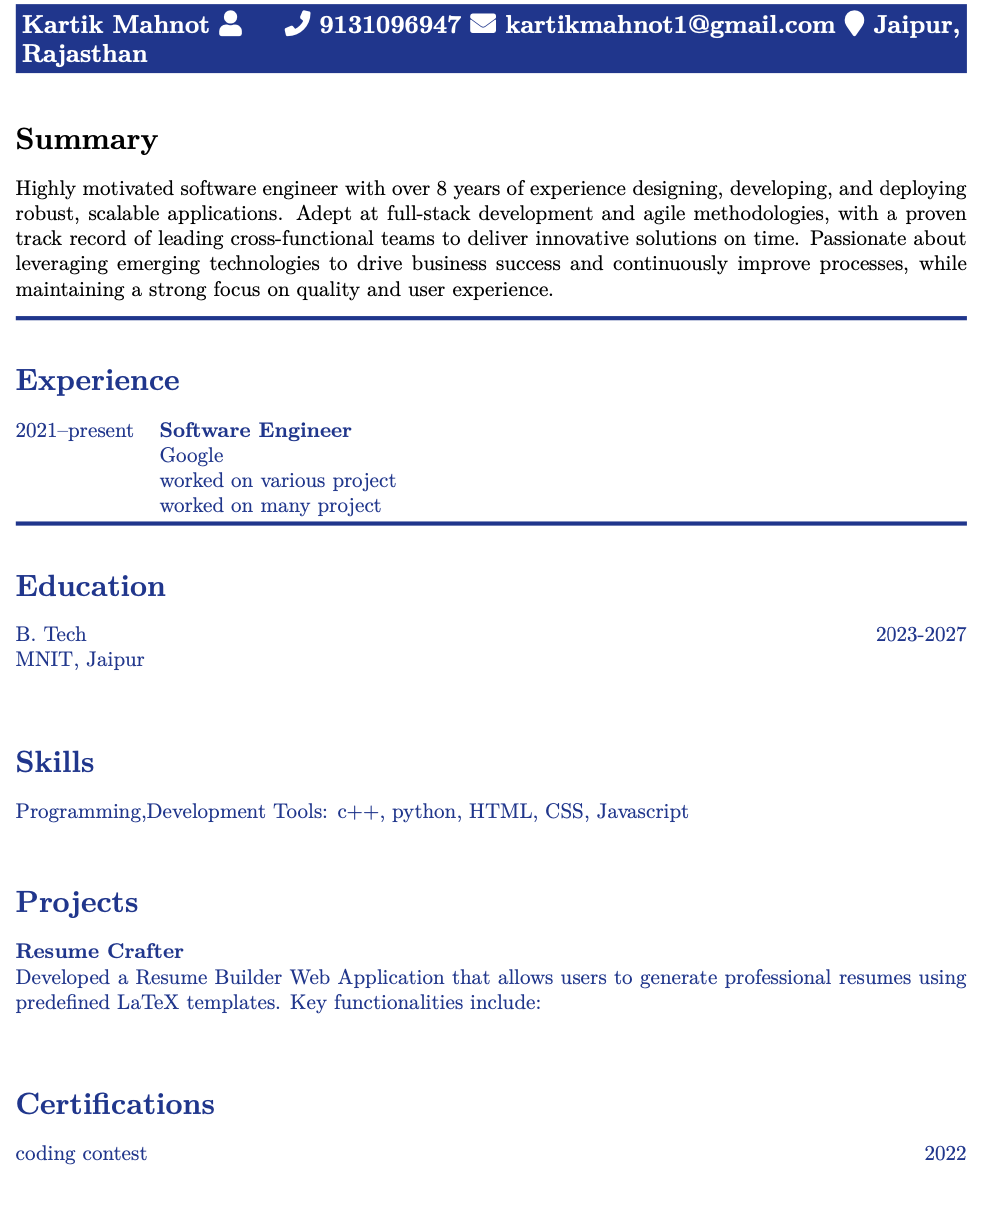 Kartik Mahnot 9131096947 kartikmahnot1@gmail.com Jaipur,
Rajasthan
Summary
Highly motivated software engineer with over 8 years of experience designing, developing, and deploying
robust, scalable applications. Adept at full-stack development and agile methodologies, with a proven
track record of leading cross-functional teams to deliver innovative solutions on time. Passionate about
leveraging emerging technologies to drive business success and continuously improve processes, while
maintaining a strong focus on quality and user experience.
Experience
2021–present Software Engineer
Google
worked on various project
worked on many project
Education
B. Tech 2023-2027
MNIT, Jaipur
Skills
Programming,Development Tools: c++, python, HTML, CSS, Javascript
Projects
Resume Crafter
Developed a Resume Builder Web Application that allows users to generate professional resumes using
predefined LaTeX templates. Key functionalities include:
Certifications
coding contest 2022